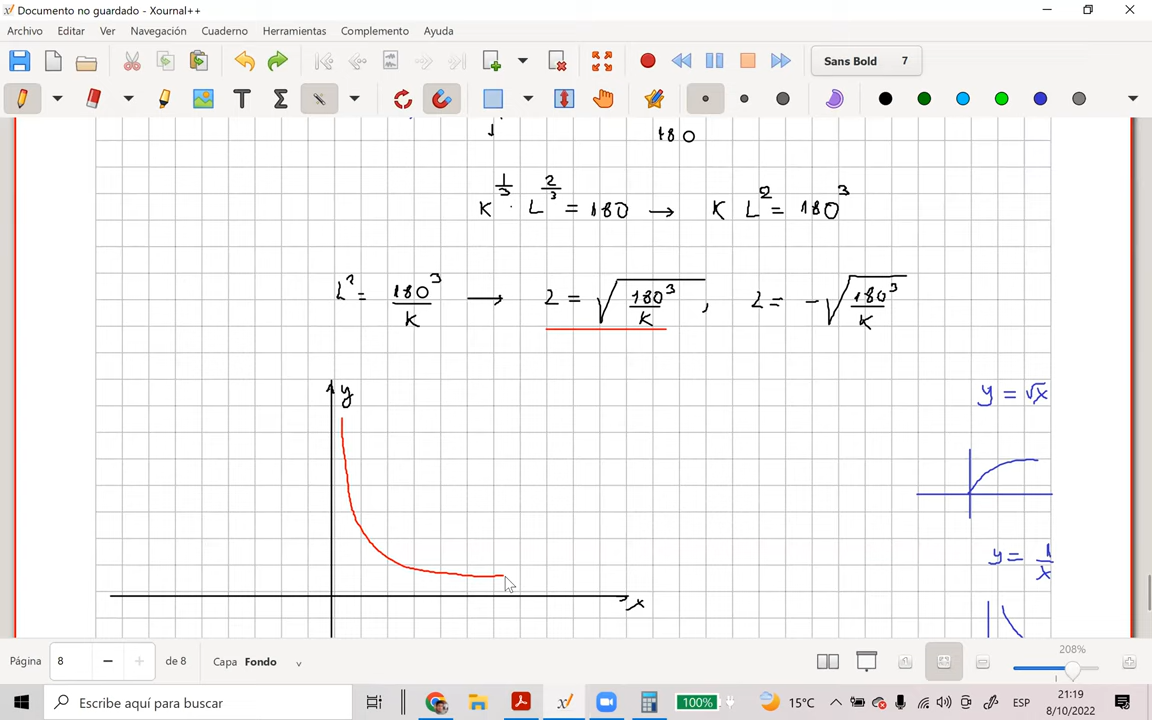 Documento no guardado - Xournal++
Archivo Editar Ver Navegación Cuaderno Herramientas Complemento Ayuda
Sans Bold 7
180
K^(1/3) · L^(2/3) = 180 → K L² = 180³
L² = 180³/K → L = √(180³/K) , L = -√(180³/K)
y
y = √x
y = 1/x
x
Página 8 de 8 Capa Fondo 208%
Escribe aquí para buscar 100% 15°C ESP 21:19 8/10/2022